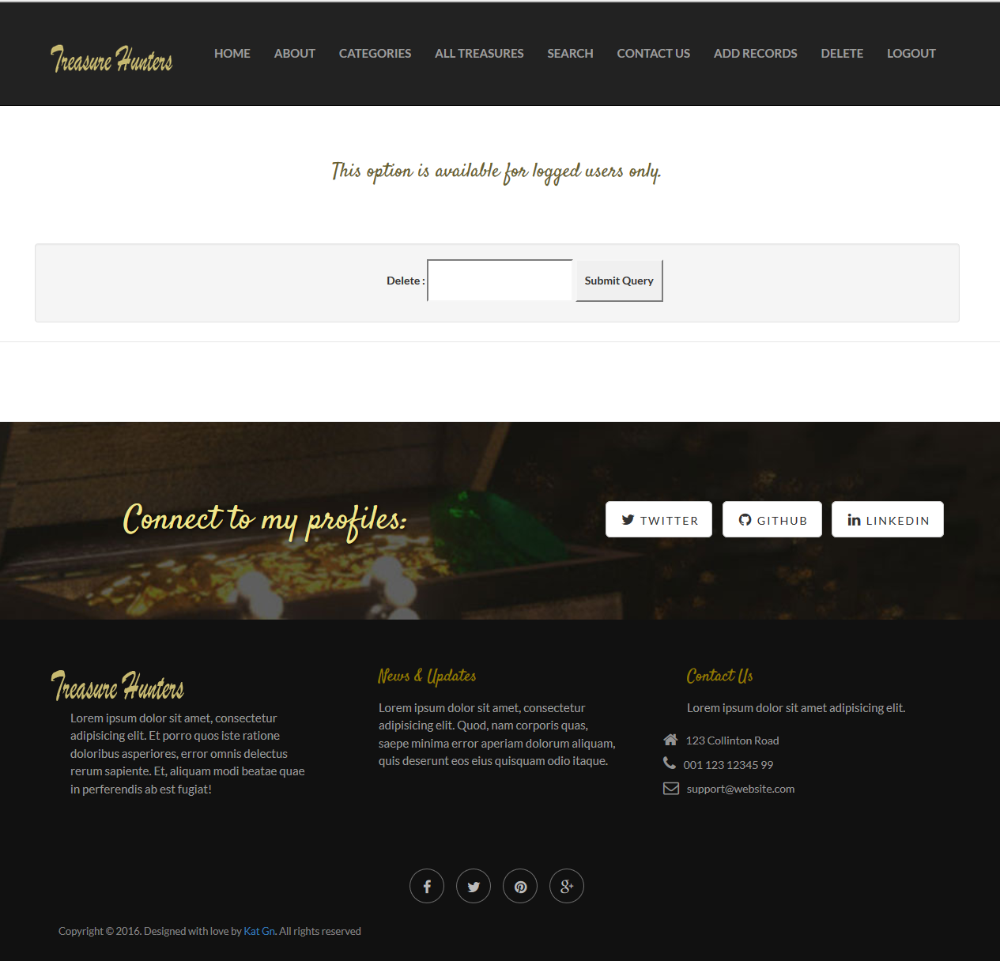 Treasure Hunters
HOME ABOUT CATEGORIES ALL TREASURES SEARCH CONTACT US ADD RECORDS DELETE LOGOUT
This option is available for logged users only.
Delete : Submit Query
Connect to my profiles:
TWITTER GITHUB LINKEDIN
Treasure Hunters
Lorem ipsum dolor sit amet, consectetur
adipisicing elit. Et porro quos iste ratione
doloribus asperiores, error omnis delectus
rerum sapiente. Et, aliquam modi beatae quae
in perferendis ab est fugiat!
News & Updates
Lorem ipsum dolor sit amet, consectetur
adipisicing elit. Quod, nam corporis quas,
saepe minima error aperiam dolorum aliquam,
quis deserunt eos eius quisquam odio itaque.
Contact Us
Lorem ipsum dolor sit amet adipisicing elit.
123 Collinton Road
001 123 12345 99
support@website.com
Copyright © 2016. Designed with love by Kat Gn. All rights reserved